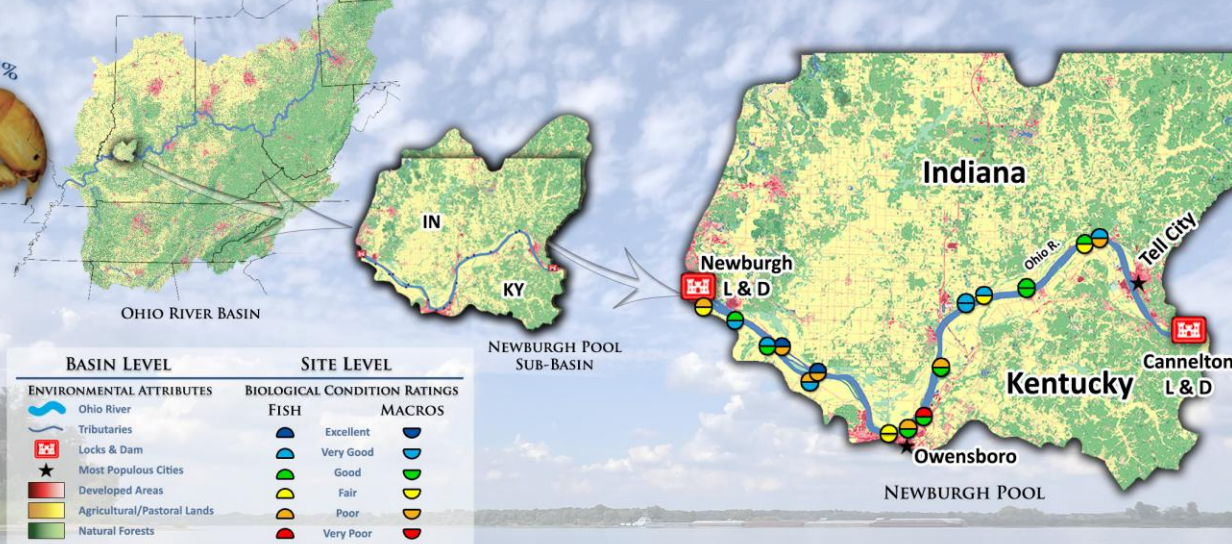 %
OHIO RIVER BASIN
IN
KY
NEWBURGH POOL
SUB-BASIN
Indiana
Ohio R.
Tell City
Newburgh
L & D
Cannelton
L & D
Kentucky
Owensboro
NEWBURGH POOL
BASIN LEVEL
ENVIRONMENTAL ATTRIBUTES
Ohio River
Tributaries
Locks & Dam
Most Populous Cities
Developed Areas
Agricultural/Pastoral Lands
Natural Forests
SITE LEVEL
BIOLOGICAL CONDITION RATINGS
FISH MACROS
Excellent
Very Good
Good
Fair
Poor
Very Poor